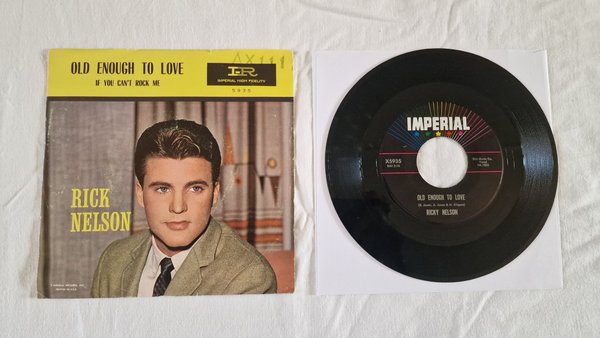 OLD ENOUGH TO LOVE
IF YOU CAN'T ROCK ME
IR
IMPERIAL HIGH FIDELITY
5935
RICK
NELSON
IMPERIAL
X5935
OLD ENOUGH TO LOVE
RICKY NELSON